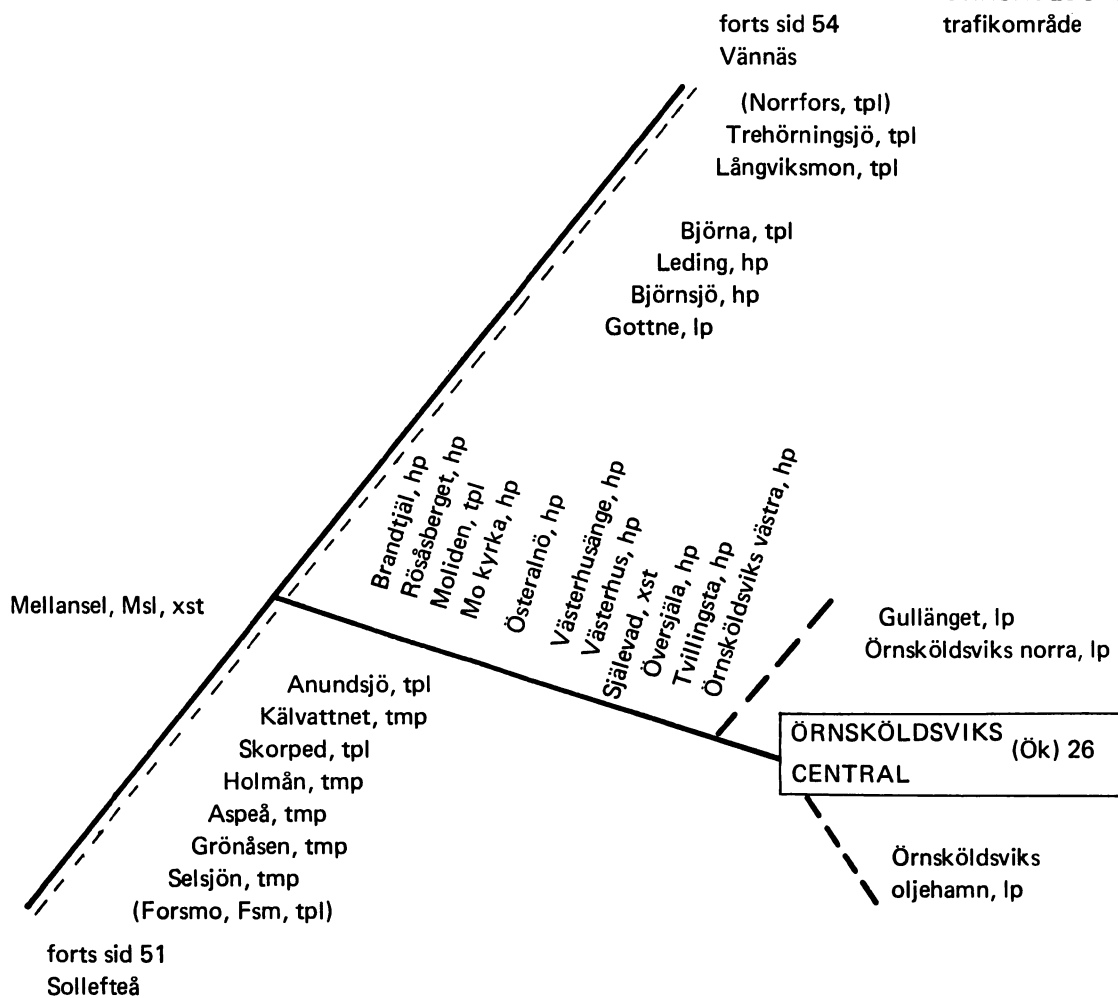 forts sid 54
trafikområde
Vännäs
(Norrfors, tpl)
Trehörningsjö, tpl
Långviksmon, tpl
Björna, tpl
Leding, hp
Björnsjö, hp
Gottne, lp
Brandtjäl, hp
Rösåsberget, hp
Moliden, tpl
Mo kyrka, hp
Österalnö, hp
Västerhusänge, hp
Västerhus, hp
Själevad, xst
Översjäla, hp
Tvillingsta, hp
Örnsköldsviks västra, hp
Mellansel, Msl, xst
Gullänget, lp
Örnsköldsviks norra, lp
Anundsjö, tpl
Kälvattnet, tmp
Skorped, tpl
Holmån, tmp
Aspeå, tmp
Grönåsen, tmp
Selsjön, tmp
(Forsmo, Fsm, tpl)
ÖRNSKÖLDSVIKS (Ök) 26
CENTRAL
Örnsköldsviks
oljehamn, lp
forts sid 51
Sollefteå